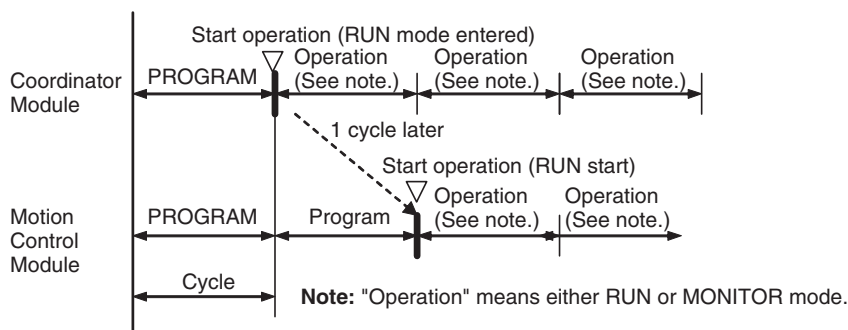 Start operation (RUN mode entered)
Coordinator
Module
PROGRAM
Operation
(See note.)
Operation
(See note.)
Operation
(See note.)
1 cycle later
Start operation (RUN start)
Motion
Control
Module
PROGRAM
Program
Operation
(See note.)
Operation
(See note.)
Cycle
Note: "Operation" means either RUN or MONITOR mode.